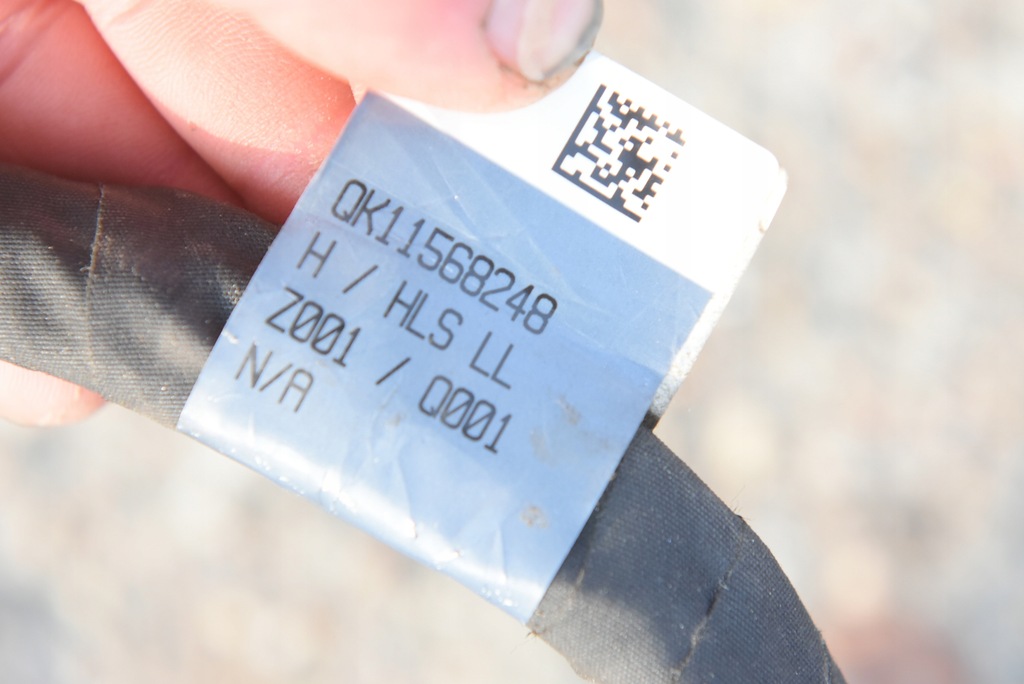 QK11568248
H / HLS LL
Z001 / Q001
N/A